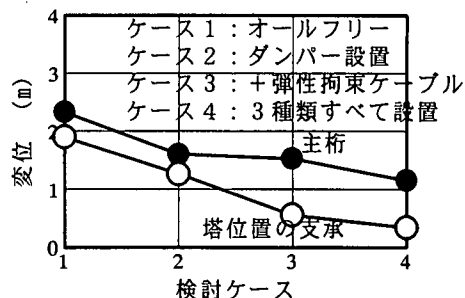 4
ケース1：オールフリー
ケース2：ダンパー設置
3
ケース3：＋弾性拘束ケーブル
ケース4：3種類すべて設置
2
主桁
1
塔位置の支承
0
変位 (m)
1 2 3 4
検討ケース